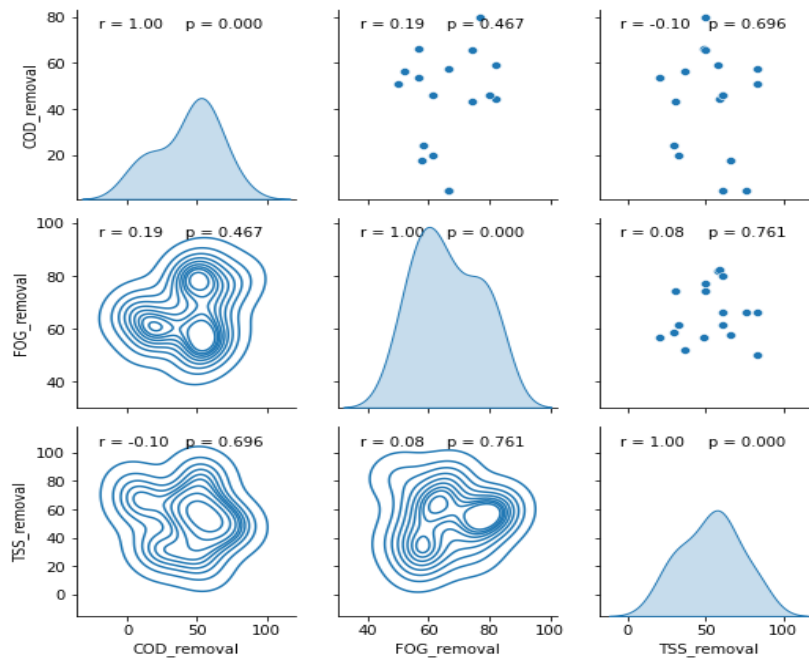 r = 1.00 p = 0.000
r = 0.19 p = 0.467
r = -0.10 p = 0.696
80
60
40
20
COD_removal
r = 0.19 p = 0.467
r = 1.00 p = 0.000
r = 0.08 p = 0.761
100
80
60
40
FOG_removal
r = -0.10 p = 0.696
r = 0.08 p = 0.761
r = 1.00 p = 0.000
100
80
60
40
20
0
TSS_removal
0 50 100
40 60 80 100
0 50 100
COD_removal
FOG_removal
TSS_removal